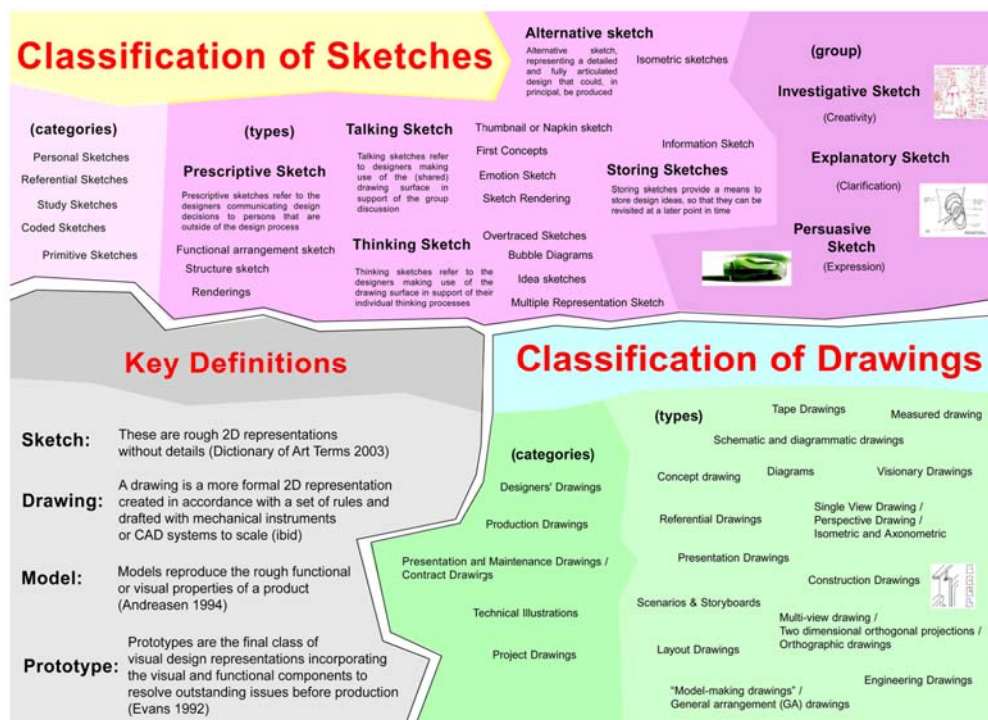 Classification of Sketches
(categories)
Personal Sketches
Referential Sketches
Study Sketches
Coded Sketches
Primitive Sketches
(types)
Prescriptive Sketch
Prescriptive sketches refer to the
designers communicating design
decisions to persons that are
outside of the design process
Functional arrangement sketch
Structure sketch
Renderings
Talking Sketch
Talking sketches refer
to designers making
use of the (shared)
drawing surface in
support of the group
discussion
Thinking Sketch
Thinking sketches refer to the
designers making use of the
drawing surface in support of their
individual thinking processes
Alternative sketch
Alternative sketch,
representing a detailed
and fully articulated
design that could, in
principal, be produced
Isometric sketches
Thumbnail or Napkin sketch
First Concepts
Emotion Sketch
Sketch Rendering
Overtraced Sketches
Bubble Diagrams
Idea sketches
Multiple Representation Sketch
Information Sketch
Storing Sketches
Storing sketches provide a means to
store design ideas, so that they can be
revisited at a later point in time
(group)
Investigative Sketch
(Creativity)
Explanatory Sketch
(Clarification)
Persuasive
Sketch
(Expression)
Key Definitions
Sketch:
These are rough 2D representations
without details (Dictionary of Art Terms 2003)
Drawing:
A drawing is a more formal 2D representation
created in accordance with a set of rules and
drafted with mechanical instruments
or CAD systems to scale (ibid)
Model:
Models reproduce the rough functional
or visual properties of a product
(Andreasen 1994)
Prototype:
Prototypes are the final class of
visual design representations incorporating
the visual and functional components to
resolve outstanding issues before production
(Evans 1992)
Classification of Drawings
(categories)
Designers' Drawings
Production Drawings
Presentation and Maintenance Drawings /
Contract Drawings
Technical Illustrations
Project Drawings
(types)
Tape Drawings
Measured drawing
Schematic and diagrammatic drawings
Concept drawing
Diagrams
Visionary Drawings
Referential Drawings
Single View Drawing /
Perspective Drawing /
Isometric and Axonometric
Presentation Drawings
Construction Drawings
Scenarios & Storyboards
Multi-view drawing /
Two dimensional orthogonal projections /
Orthographic drawings
Layout Drawings
Engineering Drawings
"Model-making drawings" /
General arrangement (GA) drawings